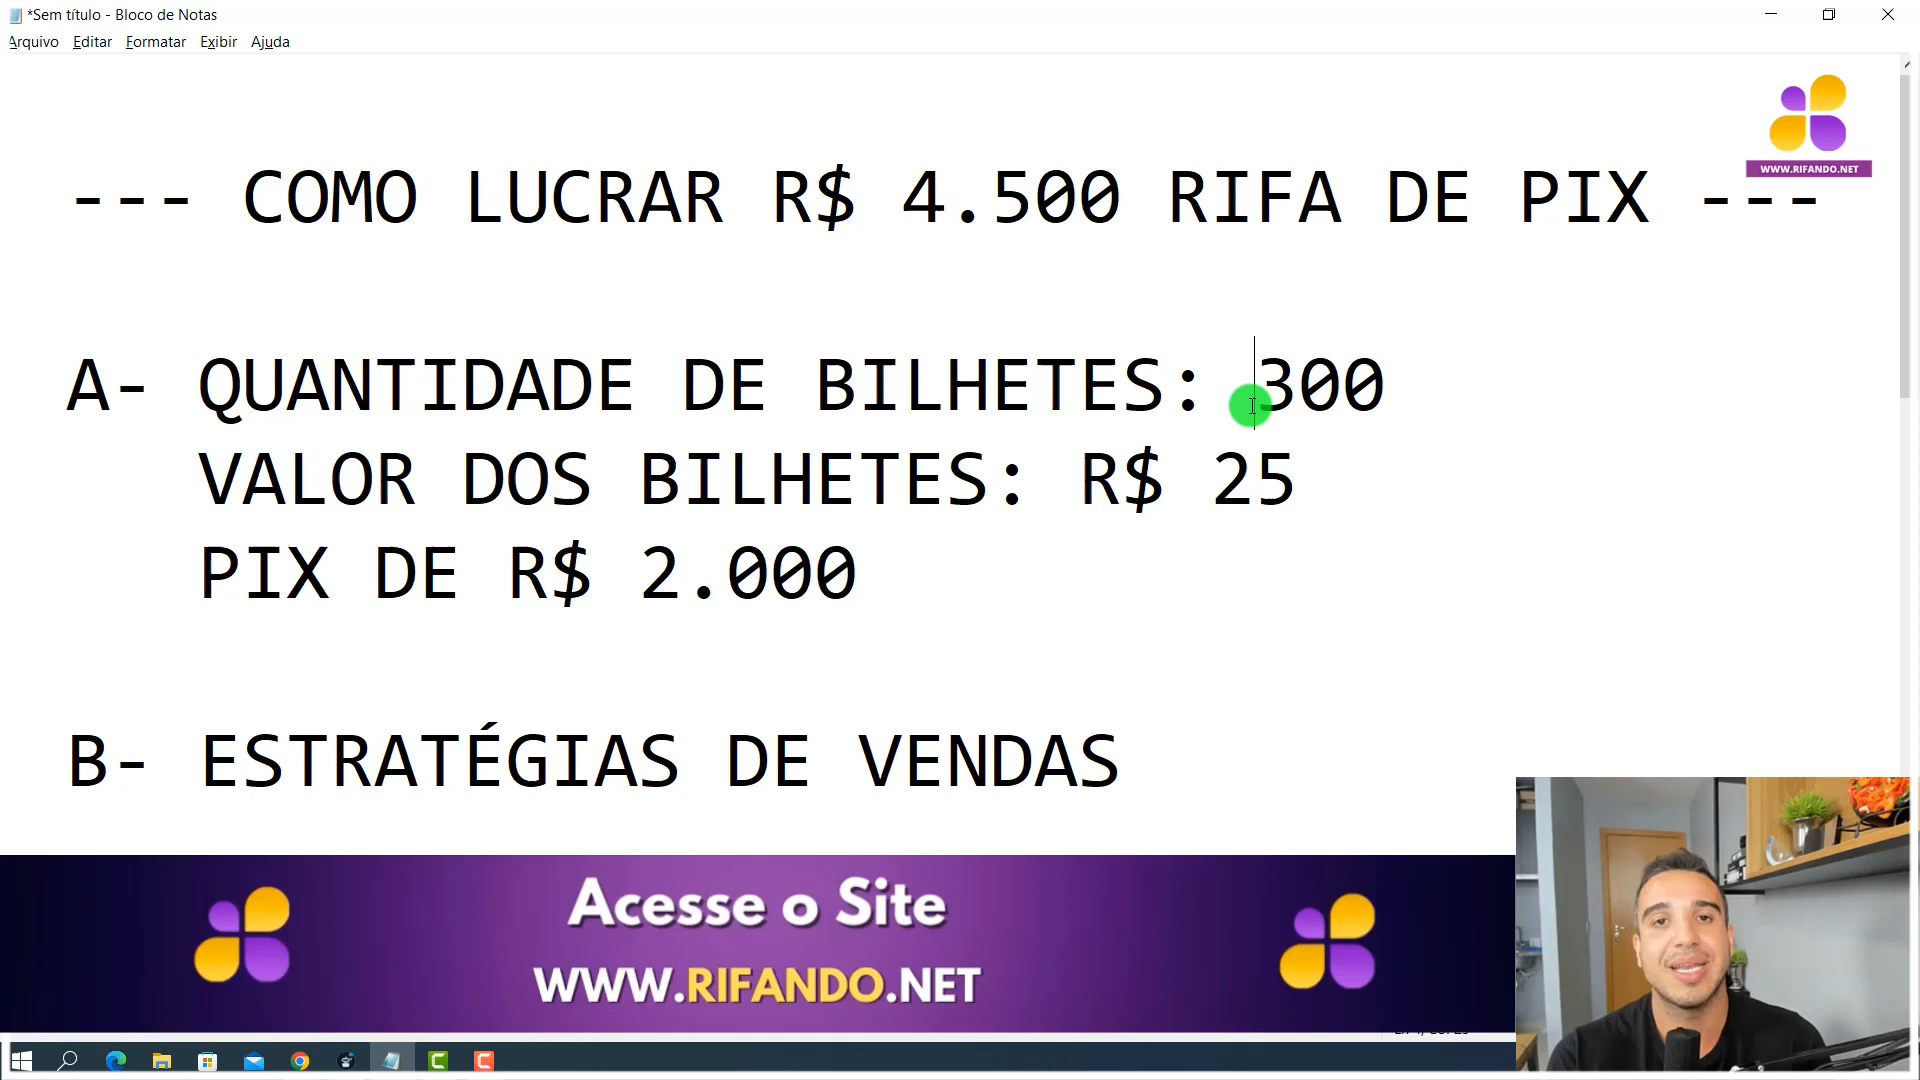 *Sem título - Bloco de Notas
Arquivo Editar Formatar Exibir Ajuda
WWW.RIFANDO.NET
--- COMO LUCRAR R$ 4.500 RIFA DE PIX ---
A- QUANTIDADE DE BILHETES: 300
VALOR DOS BILHETES: R$ 25
PIX DE R$ 2.000
B- ESTRATÉGIAS DE VENDAS
Acesse o Site
WWW.RIFANDO.NET